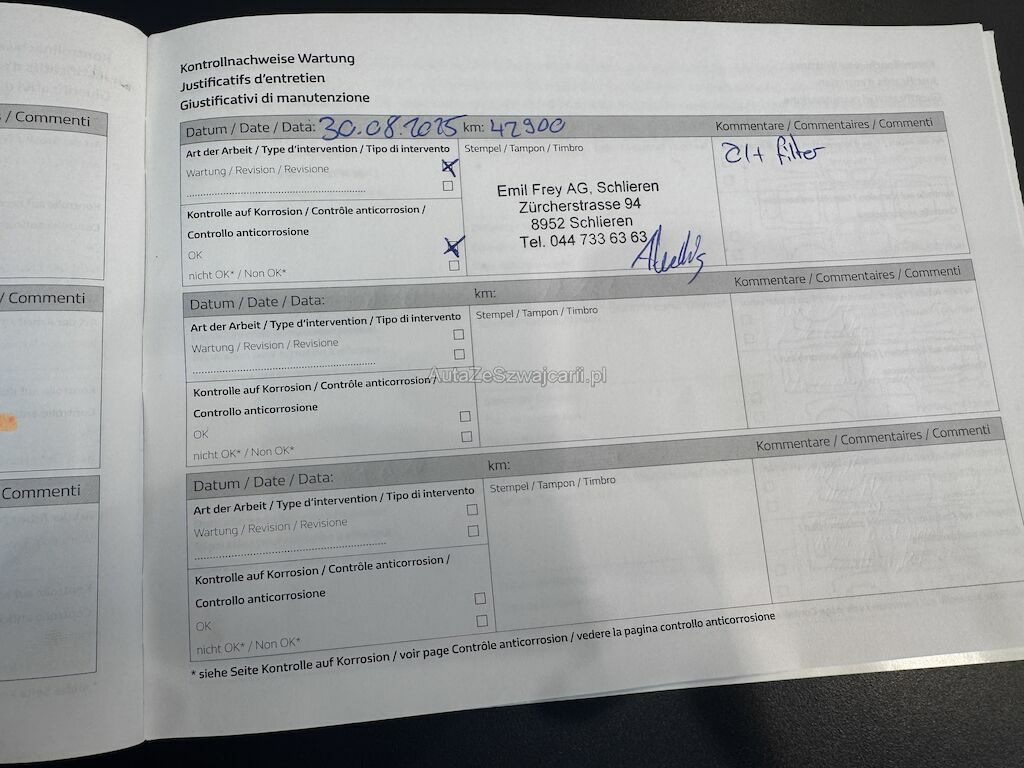 / Commenti
/ Commenti
Commenti
Kontrollnachweise Wartung
Justificatifs d'entretien
Giustificativi di manutenzione
Datum / Date / Data: 30.08.2025 km: 42900 Kommentare / Commentaires / Commenti
Art der Arbeit / Type d'intervention / Tipo di intervento
Wartung / Revision / Revisione
Stempel / Tampon / Timbro
filter
Emil Frey AG, Schlieren
Zürcherstrasse 94
8952 Schlieren
Tel. 044 733 63 63
Kontrolle auf Korrosion / Contrôle anticorrosion /
Controllo anticorrosione
OK
nicht OK* / Non OK*
Datum / Date / Data: km: Kommentare / Commentaires / Commenti
Art der Arbeit / Type d'intervention / Tipo di intervento
Wartung / Revision / Revisione
Stempel / Tampon / Timbro
AutaZeSzwajcarii.pl
Kontrolle auf Korrosion / Contrôle anticorrosion /
Controllo anticorrosione
OK
nicht OK* / Non OK*
Datum / Date / Data: km: Kommentare / Commentaires / Commenti
Art der Arbeit / Type d'intervention / Tipo di intervento
Wartung / Revision / Revisione
Stempel / Tampon / Timbro
Kontrolle auf Korrosion / Contrôle anticorrosion /
Controllo anticorrosione
OK
nicht OK* / Non OK*
* siehe Seite Kontrolle auf Korrosion / voir page Contrôle anticorrosion / vedere la pagina controllo anticorrosione